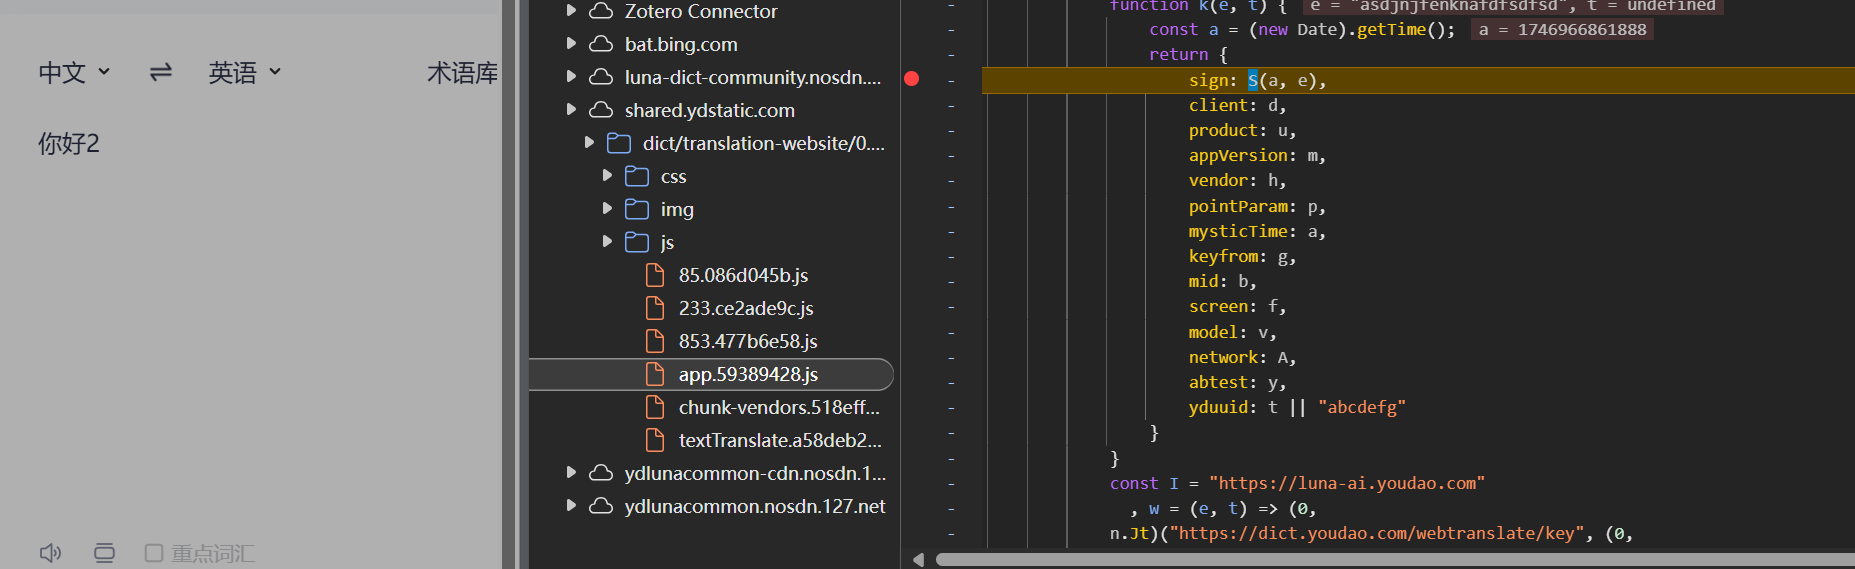 中文
英语
术语库
你好2
重点词汇
Zotero Connector
bat.bing.com
luna-dict-community.nosdn....
shared.ydstatic.com
dict/translation-website/0....
css
img
js
85.086d045b.js
233.ce2ade9c.js
853.477b6e58.js
app.59389428.js
chunk-vendors.518eff...
textTranslate.a58deb2...
ydlunacommon-cdn.nosdn.1...
ydlunacommon.nosdn.127.net
function k(e, t) { e = "asdjnjfenknafdfsdfsd", t = undefined
const a = (new Date).getTime(); a = 1746966861888
return {
sign: S(a, e),
client: d,
product: u,
appVersion: m,
vendor: h,
pointParam: p,
mysticTime: a,
keyfrom: g,
mid: b,
screen: f,
model: v,
network: A,
abtest: y,
yduuid: t || "abcdefg"
}
}
const I = "https://luna-ai.youdao.com"
, w = (e, t) => (0,
n.Jt)("https://dict.youdao.com/webtranslate/key", (0,